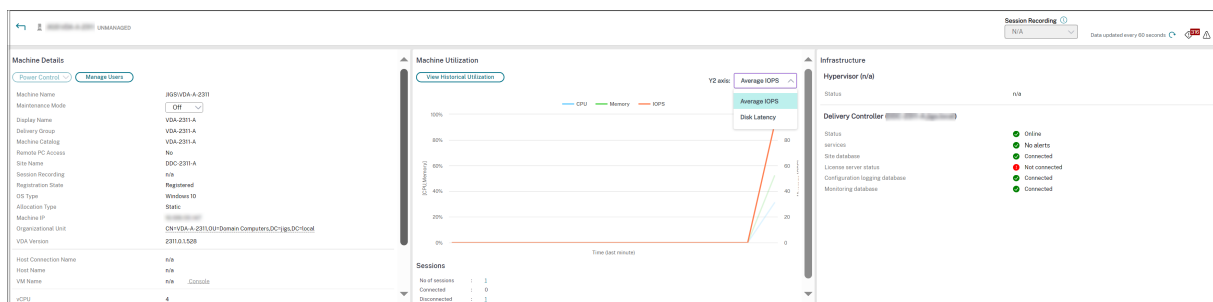 UNMANAGED
Session Recording
N/A
Data updated every 60 seconds
316
Machine Details
Power Control
Manage Users
Machine Name JIGS\VDA-A-2311
Maintenance Mode Off
Display Name VDA-2311-A
Delivery Group VDA-2311-A
Machine Catalog VDA-2311-A
Remote PC Access No
Site Name DDC-2311-A
Session Recording n/a
Registration State Registered
OS Type Windows 10
Allocation Type Static
Machine IP
Organizational Unit CN=VDA-A-2311,OU=Domain Computers,DC=jigs,DC=local
VDA Version 2311.0.1.528
Host Connection Name n/a
Host Name n/a
VM Name n/a Console
vCPU 4
Machine Utilization
View Historical Utilization
Y2 axis: Average IOPS
Average IOPS
Disk Latency
CPU Memory IOPS
100%
80% 80
60% 60
40% 40
20% 20
0% 0
(CPU,Memory)
Time (last minute)
Sessions
No of sessions : 1
Connected : 0
Disconnected : 1
Infrastructure
Hypervisor (n/a)
Status n/a
Delivery Controller
Status Online
services No alerts
Site database Connected
License server status Not connected
Configuration logging database Connected
Monitoring database Connected